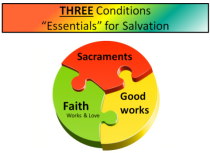 THREE Conditions
“Essentials” for Salvation
Sacraments
Faith
Works & Love
Good
works